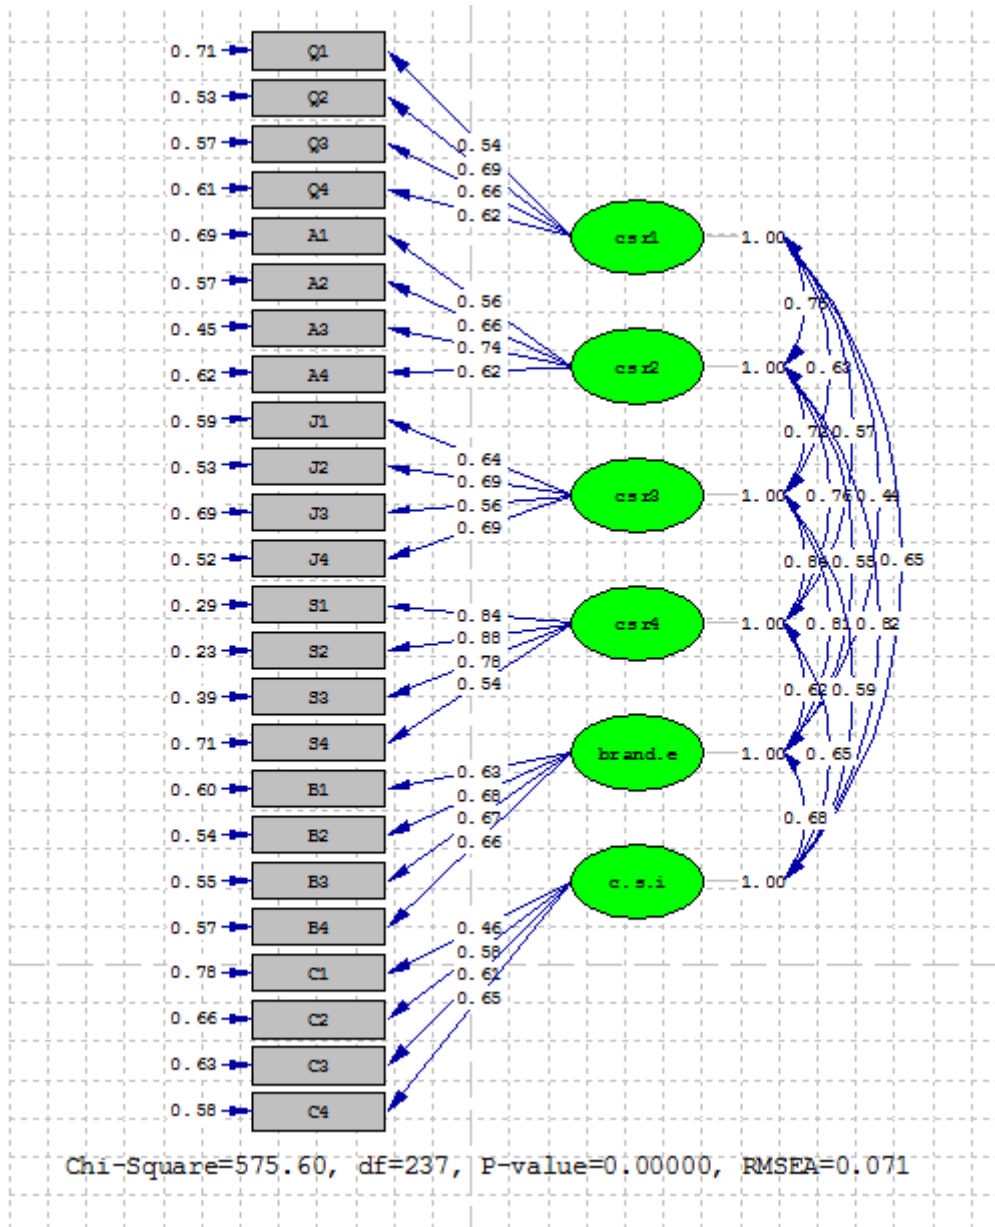 0.71 Q1
0.53 Q2
0.57 Q3
0.61 Q4
0.69 A1
0.57 A2
0.45 A3
0.62 A4
0.59 J1
0.53 J2
0.69 J3
0.52 J4
0.29 S1
0.23 S2
0.39 S3
0.71 S4
0.60 B1
0.54 B2
0.55 B3
0.57 B4
0.78 C1
0.66 C2
0.63 C3
0.58 C4
0.54
0.69
0.66
0.62
0.56
0.66
0.74
0.62
0.64
0.69
0.56
0.69
0.84
0.88
0.78
0.54
0.63
0.68
0.67
0.66
0.46
0.58
0.61
0.65
csr1 1.00
csr2 1.00
csr3 1.00
csr4 1.00
brand.e 1.00
c.s.i 1.00
0.63
0.72 0.57
0.76 0.44
0.84 0.55 0.65
0.81 0.82
0.62 0.59
0.65
0.68
Chi-Square=575.60, df=237, P-value=0.00000, RMSEA=0.071